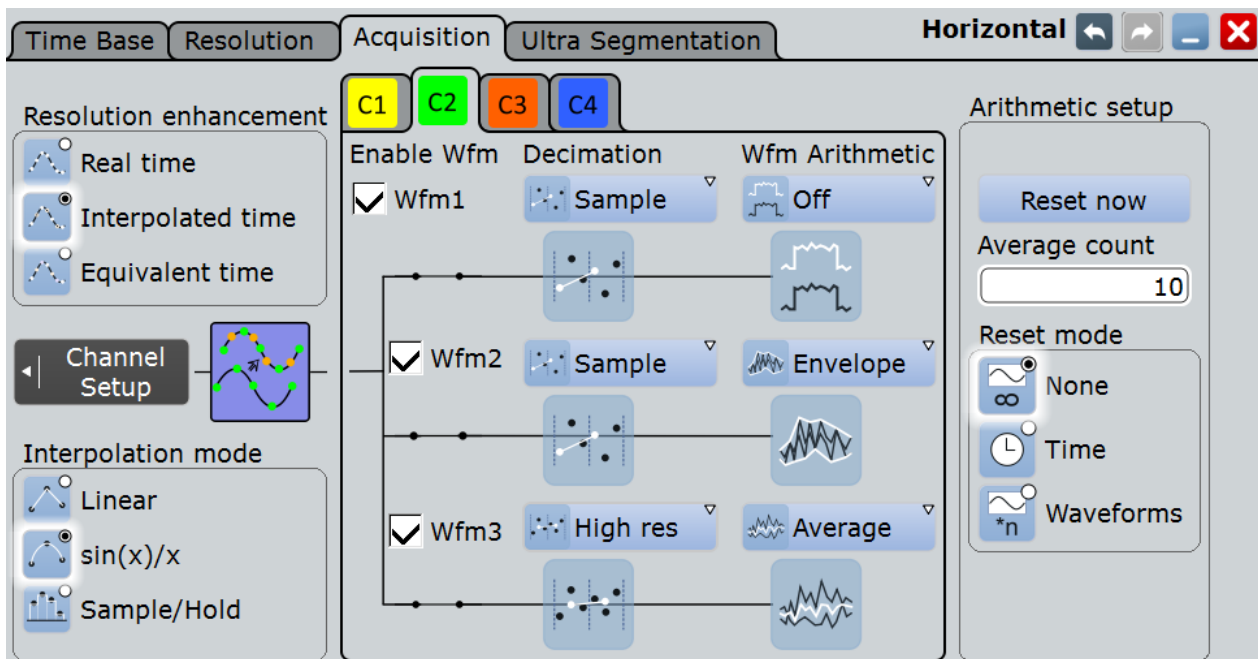 Time Base
Resolution
Acquisition
Ultra Segmentation
Horizontal
Resolution enhancement
Real time
Interpolated time
Equivalent time
Channel
Setup
Interpolation mode
Linear
sin(x)/x
Sample/Hold
C1
C2
C3
C4
Enable Wfm
Decimation
Wfm Arithmetic
Wfm1
Sample
Off
Wfm2
Sample
Envelope
Wfm3
High res
Average
Arithmetic setup
Reset now
Average count
10
Reset mode
∞
None
Time
*n
Waveforms